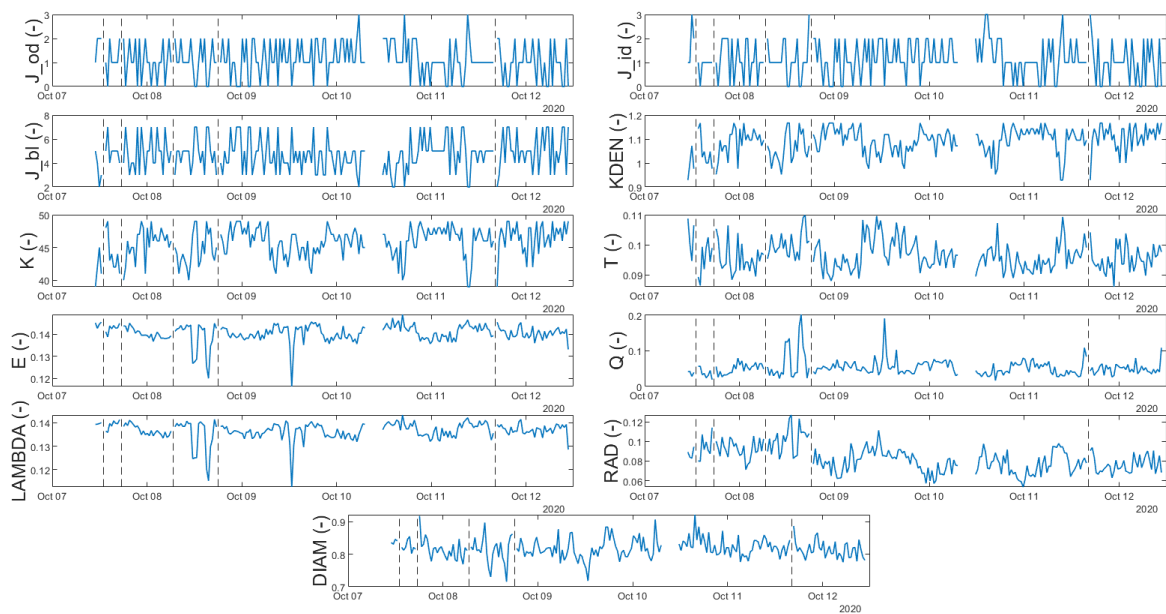 J_od (-)
3
2
1
0
Oct 07 Oct 08 Oct 09 Oct 10 Oct 11 Oct 12
2020
J_id (-)
3
2
1
0
Oct 07 Oct 08 Oct 09 Oct 10 Oct 11 Oct 12
2020
J_bl (-)
8
6
4
2
Oct 07 Oct 08 Oct 09 Oct 10 Oct 11 Oct 12
2020
KDEN (-)
1.2
1.1
1
0.9
Oct 07 Oct 08 Oct 09 Oct 10 Oct 11 Oct 12
2020
K (-)
50
45
40
Oct 07 Oct 08 Oct 09 Oct 10 Oct 11 Oct 12
2020
T (-)
0.11
0.1
0.09
Oct 07 Oct 08 Oct 09 Oct 10 Oct 11 Oct 12
2020
E (-)
0.14
0.13
0.12
Oct 07 Oct 08 Oct 09 Oct 10 Oct 11 Oct 12
2020
Q (-)
0.2
0.1
0
Oct 07 Oct 08 Oct 09 Oct 10 Oct 11 Oct 12
2020
LAMBDA (-)
0.14
0.12
Oct 07 Oct 08 Oct 09 Oct 10 Oct 11 Oct 12
2020
RAD (-)
0.12
0.1
0.08
0.06
Oct 07 Oct 08 Oct 09 Oct 10 Oct 11 Oct 12
2020
DIAM (-)
0.9
0.8
0.7
Oct 07 Oct 08 Oct 09 Oct 10 Oct 11 Oct 12
2020